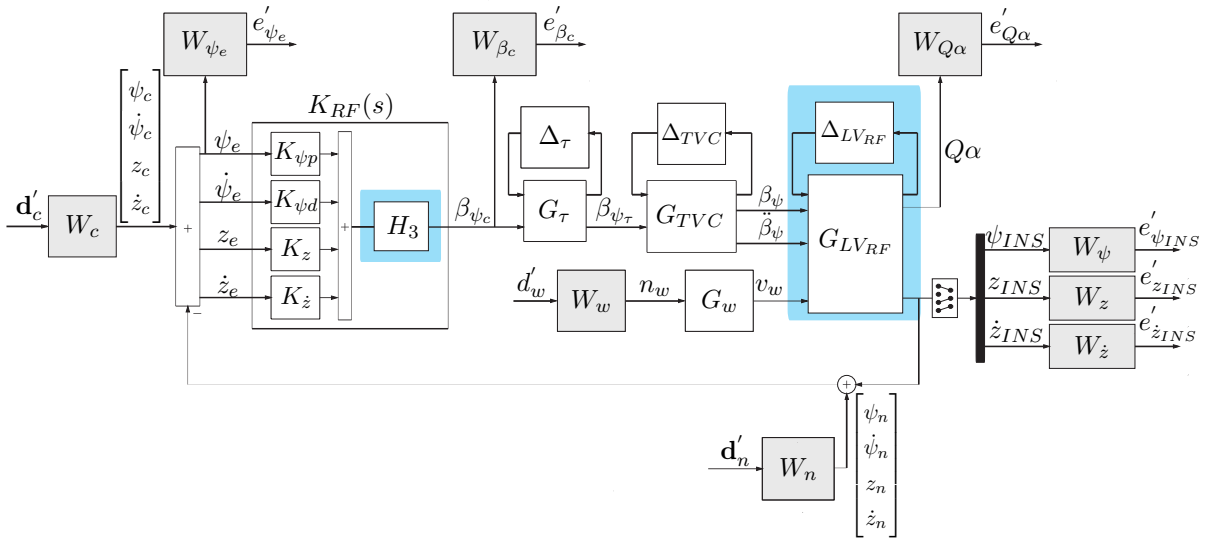 W_{ψ_e}
e'_{ψ_e}
W_{β_c}
e'_{β_c}
W_{Qα}
e'_{Qα}
ψ_c
ψ̇_c
z_c
ż_c
K_{RF}(s)
Δ_τ
Δ_{TVC}
Δ_{LV_{RF}}
Qα
ψ_e
K_{ψp}
ψ̇_e
K_{ψd}
z_e
K_z
ż_e
K_ż
d'_c
W_c
+
−
+
H_3
β_{ψ_c}
G_τ
β_{ψ_τ}
G_{TVC}
β_ψ
β̈_ψ
G_{LV_{RF}}
d'_w
W_w
n_w
G_w
v_w
ψ_{INS}
W_ψ
e'_{ψ_{INS}}
z_{INS}
W_z
e'_{z_{INS}}
ż_{INS}
W_ż
e'_{ż_{INS}}
+
d'_n
W_n
ψ_n
ψ̇_n
z_n
ż_n